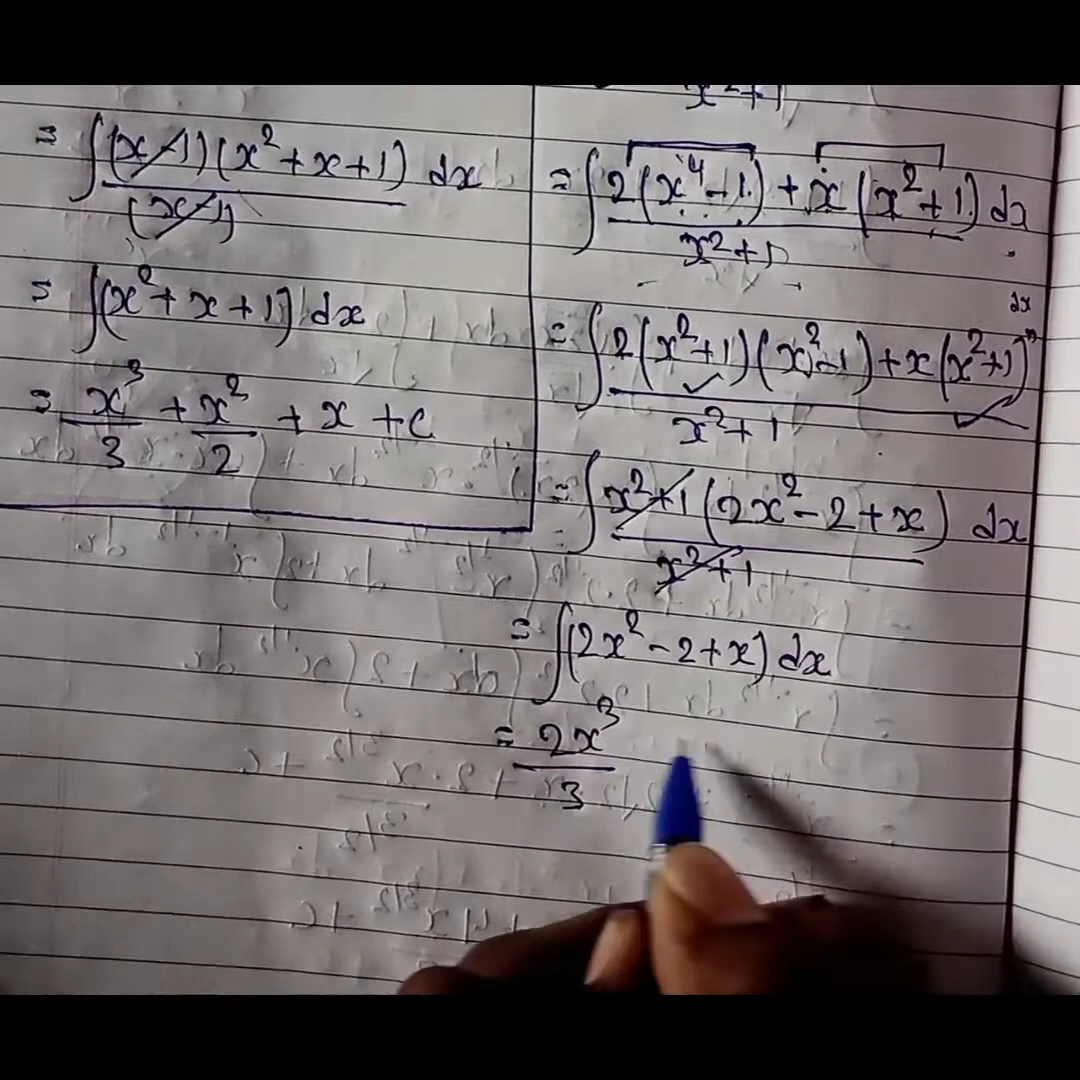 = ∫ (x-1)(x²+x+1) / (x-1) dx
= ∫(x²+x+1) dx
= x³/3 + x²/2 + x + c
x²+1
= ∫ 2(x⁴-1) + x(x²+1) / x²+1 dx
= ∫ 2(x²+1)(x²-1) + x(x²+1) / x²+1 dx
= ∫ x²+1(2x²-2+x) / x²+1 dx
= ∫(2x²-2+x) dx
= 2x³/3